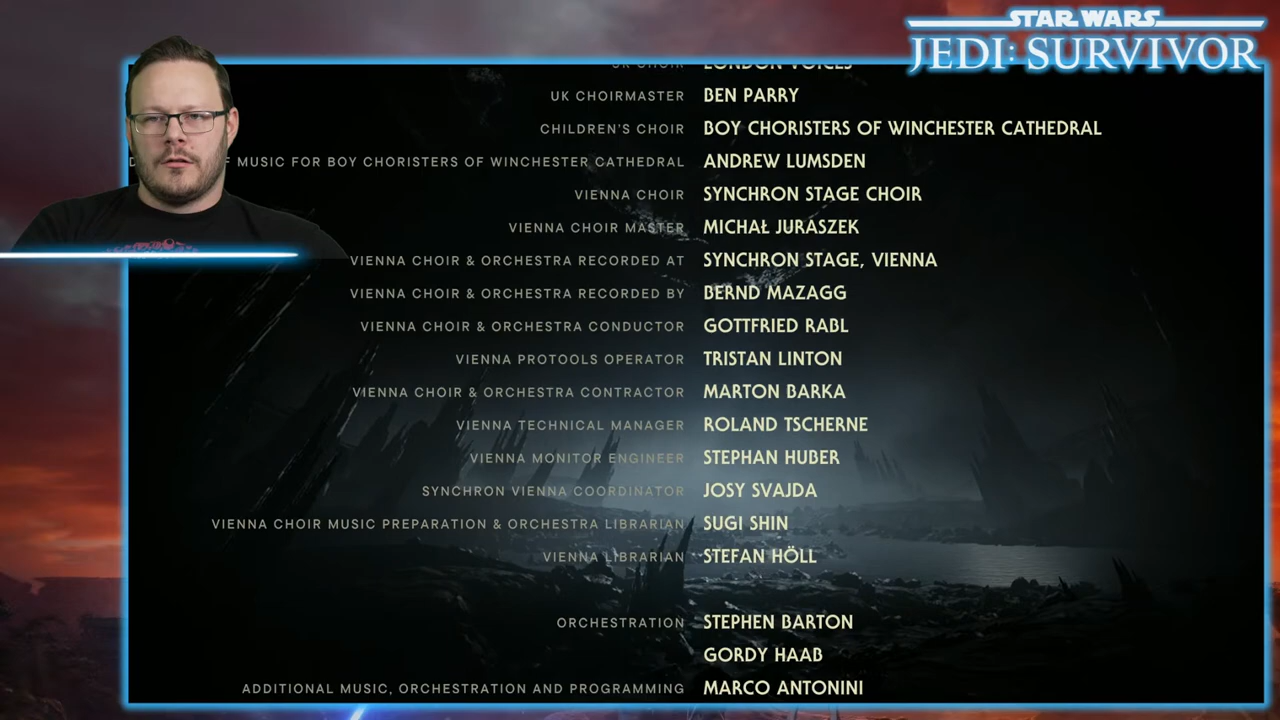 STAR WARS
JEDI: SURVIVOR
LONDON VOICES
UK CHOIRMASTER BEN PARRY
CHILDREN'S CHOIR BOY CHORISTERS OF WINCHESTER CATHEDRAL
MUSIC FOR BOY CHORISTERS OF WINCHESTER CATHEDRAL ANDREW LUMSDEN
VIENNA CHOIR SYNCHRON STAGE CHOIR
VIENNA CHOIR MASTER MICHAŁ JURASZEK
VIENNA CHOIR & ORCHESTRA RECORDED AT SYNCHRON STAGE, VIENNA
VIENNA CHOIR & ORCHESTRA RECORDED BY BERND MAZAGG
VIENNA CHOIR & ORCHESTRA CONDUCTOR GOTTFRIED RABL
VIENNA PROTOOLS OPERATOR TRISTAN LINTON
VIENNA CHOIR & ORCHESTRA CONTRACTOR MARTON BARKA
VIENNA TECHNICAL MANAGER ROLAND TSCHERNE
VIENNA MONITOR ENGINEER STEPHAN HUBER
SYNCHRON VIENNA COORDINATOR JOSY SVAJDA
VIENNA CHOIR MUSIC PREPARATION & ORCHESTRA LIBRARIAN SUGI SHIN
VIENNA LIBRARIAN STEFAN HÖLL
ORCHESTRATION STEPHEN BARTON
GORDY HAAB
ADDITIONAL MUSIC, ORCHESTRATION AND PROGRAMMING MARCO ANTONINI